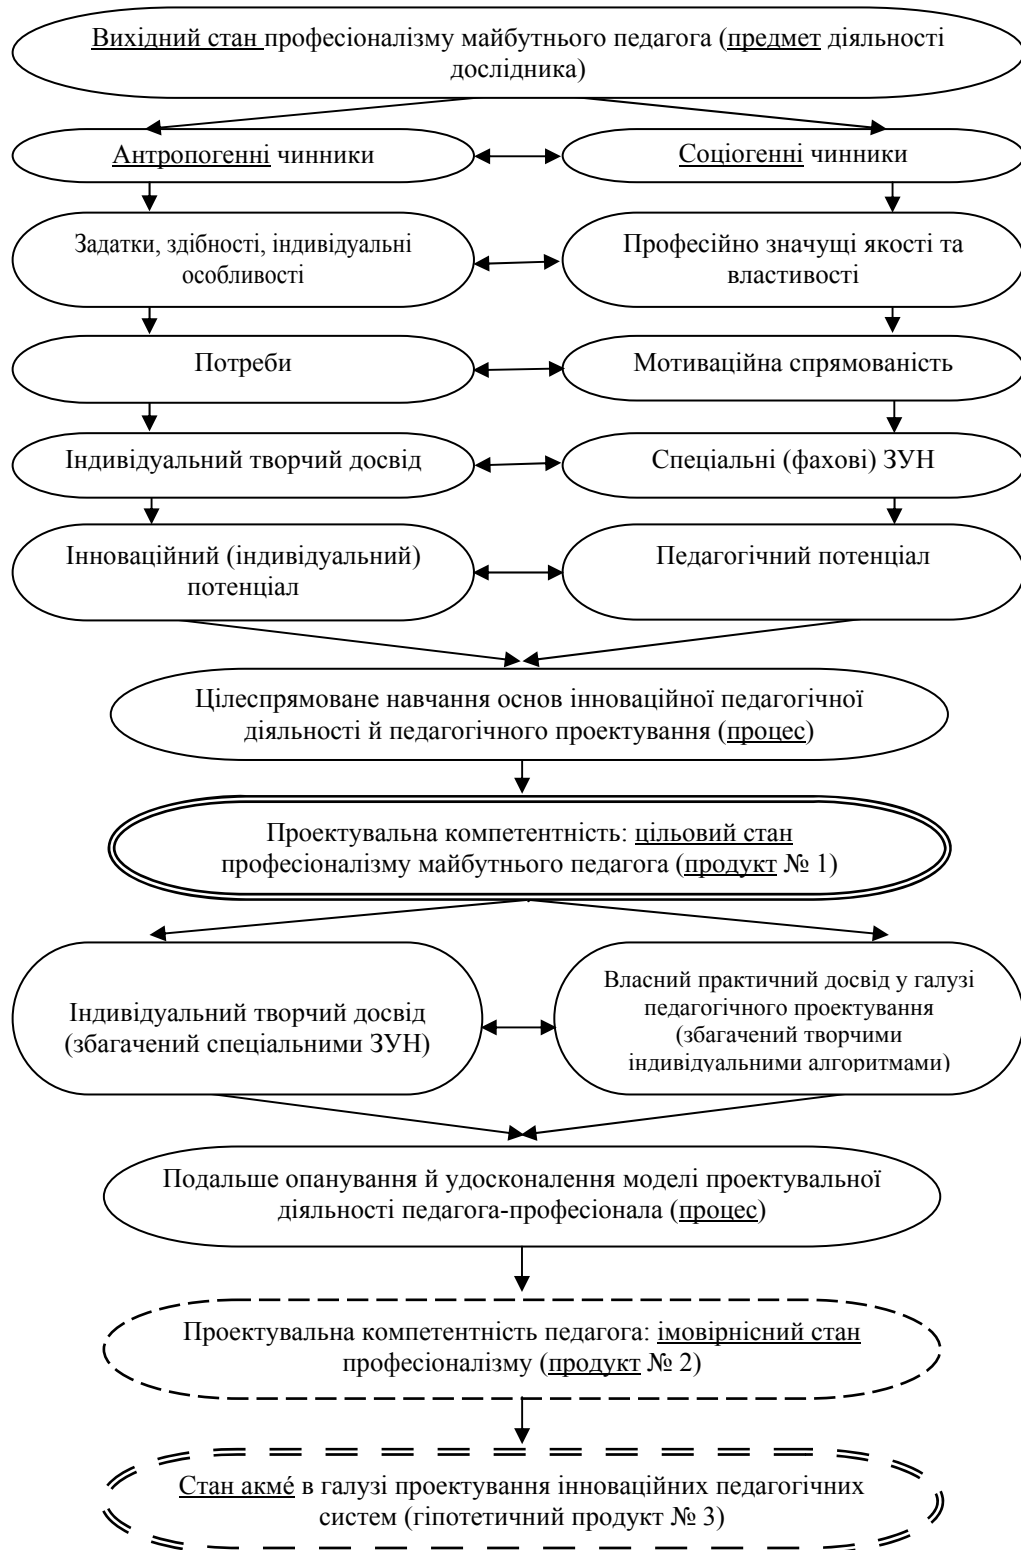 Вихідний стан професіоналізму майбутнього педагога (предмет діяльності
дослідника)
Антропогенні чинники
Соціогенні чинники
Задатки, здібності, індивідуальні
особливості
Професійно значущі якості та
властивості
Потреби
Мотиваційна спрямованість
Індивідуальний творчий досвід
Спеціальні (фахові) ЗУН
Інноваційний (індивідуальний)
потенціал
Педагогічний потенціал
Цілеспрямоване навчання основ інноваційної педагогічної
діяльності й педагогічного проектування (процес)
Проектувальна компетентність: цільовий стан
професіоналізму майбутнього педагога (продукт № 1)
Індивідуальний творчий досвід
(збагачений спеціальними ЗУН)
Власний практичний досвід у галузі
педагогічного проектування
(збагачений творчими
індивідуальними алгоритмами)
Подальше опанування й удосконалення моделі проектувальної
діяльності педагога-професіонала (процес)
Проектувальна компетентність педагога: імовірнісний стан
професіоналізму (продукт № 2)
Стан акмé в галузі проектування інноваційних педагогічних
систем (гіпотетичний продукт № 3)